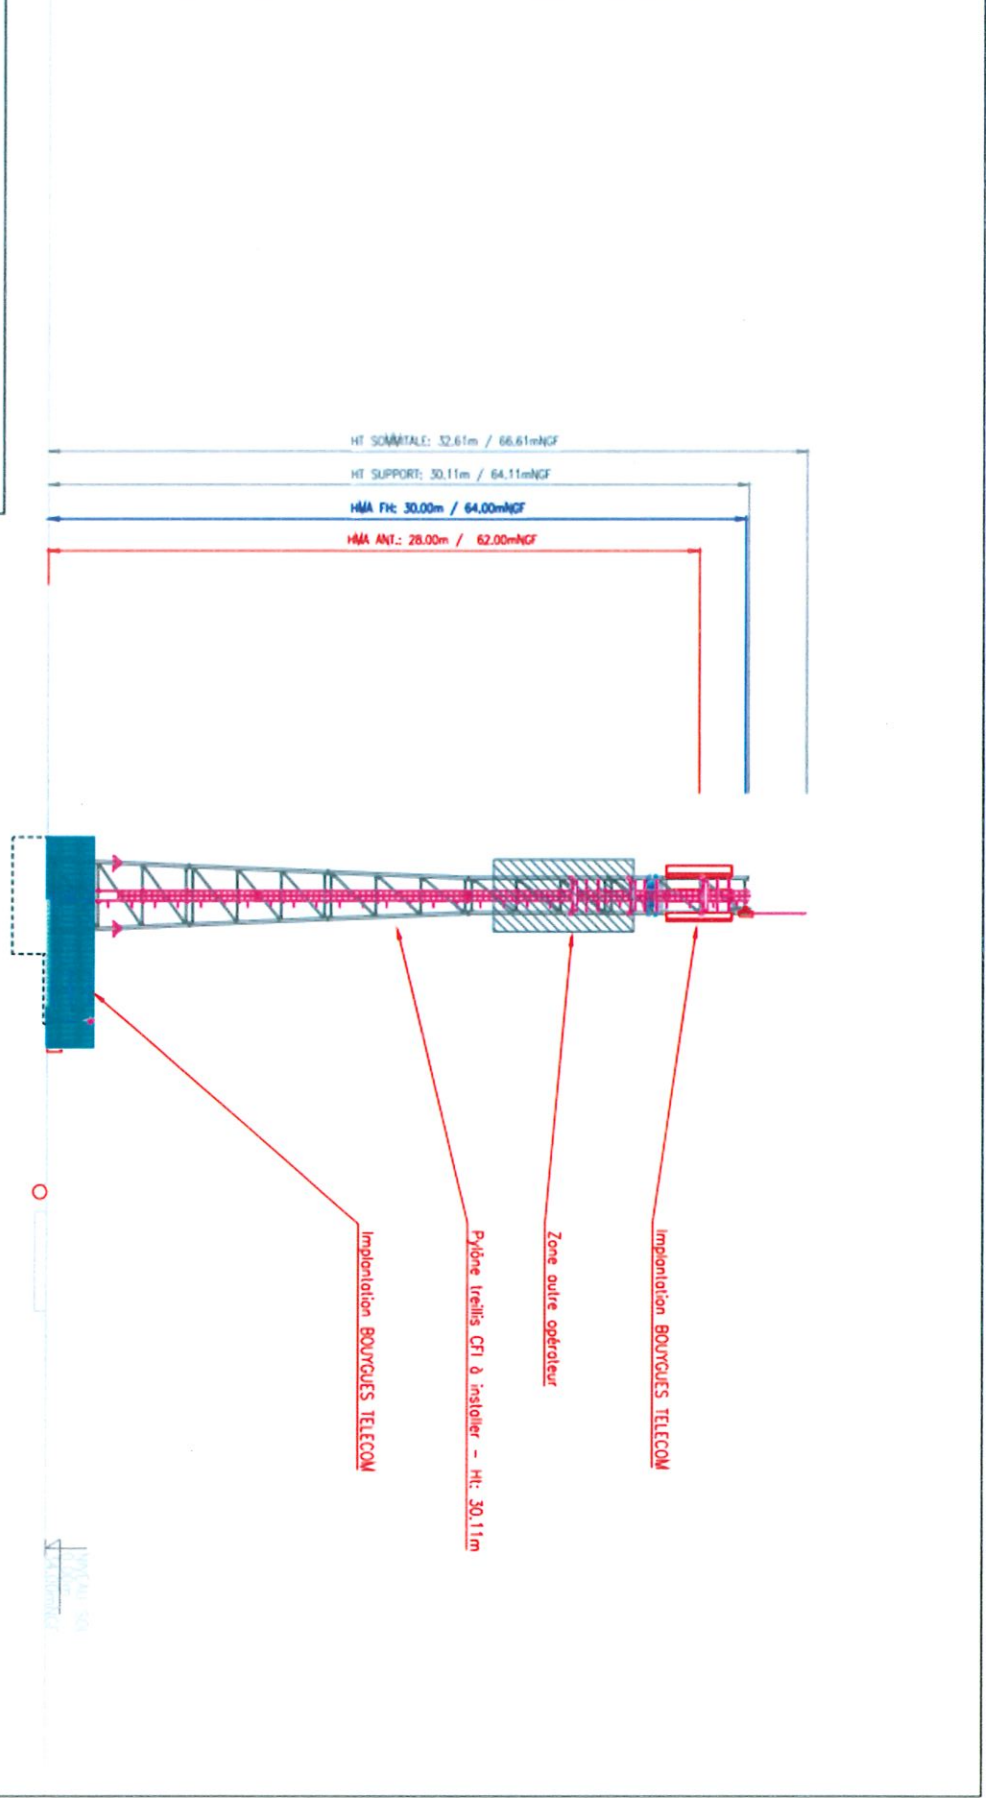 HT SOMMITALE: 32.61m / 66.61mNGF
HT SUPPORT: 30.11m / 64.11mNGF
HMA FH: 30.00m / 64.00mNGF
HMA ANT.: 28.00m / 62.00mNGF
Implantation BOUYGUES TELECOM
Zone autre opérateur
Pylône treillis CFI à installer - Ht: 30.11m
Implantation BOUYGUES TELECOM